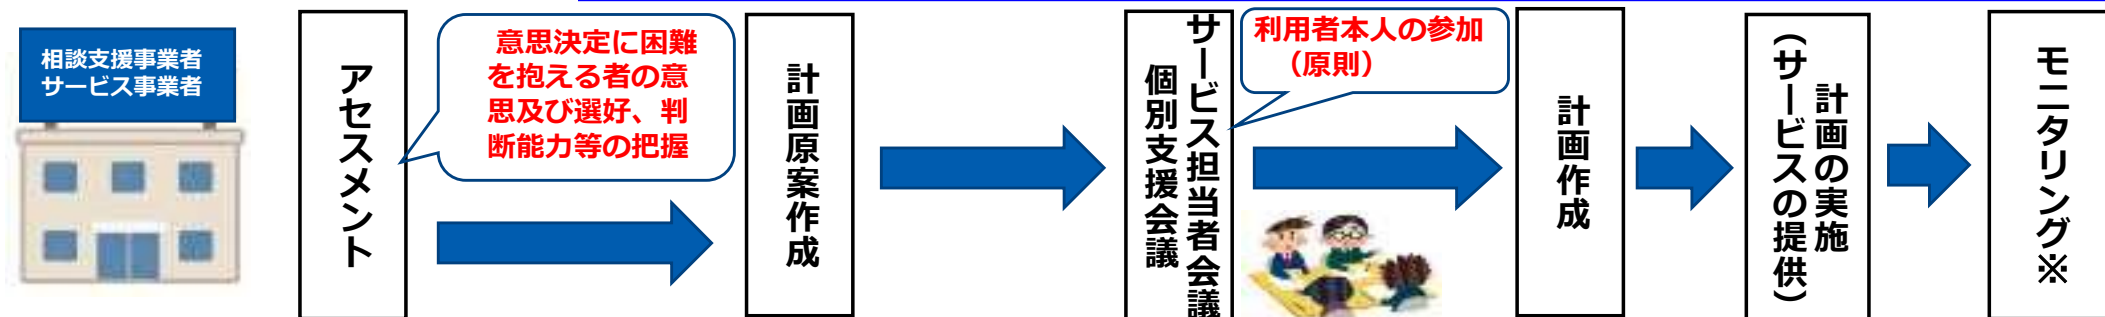 相談支援事業者
サービス事業者
アセスメント
意思決定に困難
を抱える者の意
思及び選好、判
断能力等の把握
計画原案作成
サービス担当者会議
個別支援会議
利用者本人の参加
（原則）
計画作成
計画の実施
（サービスの提供）
モニタリング※